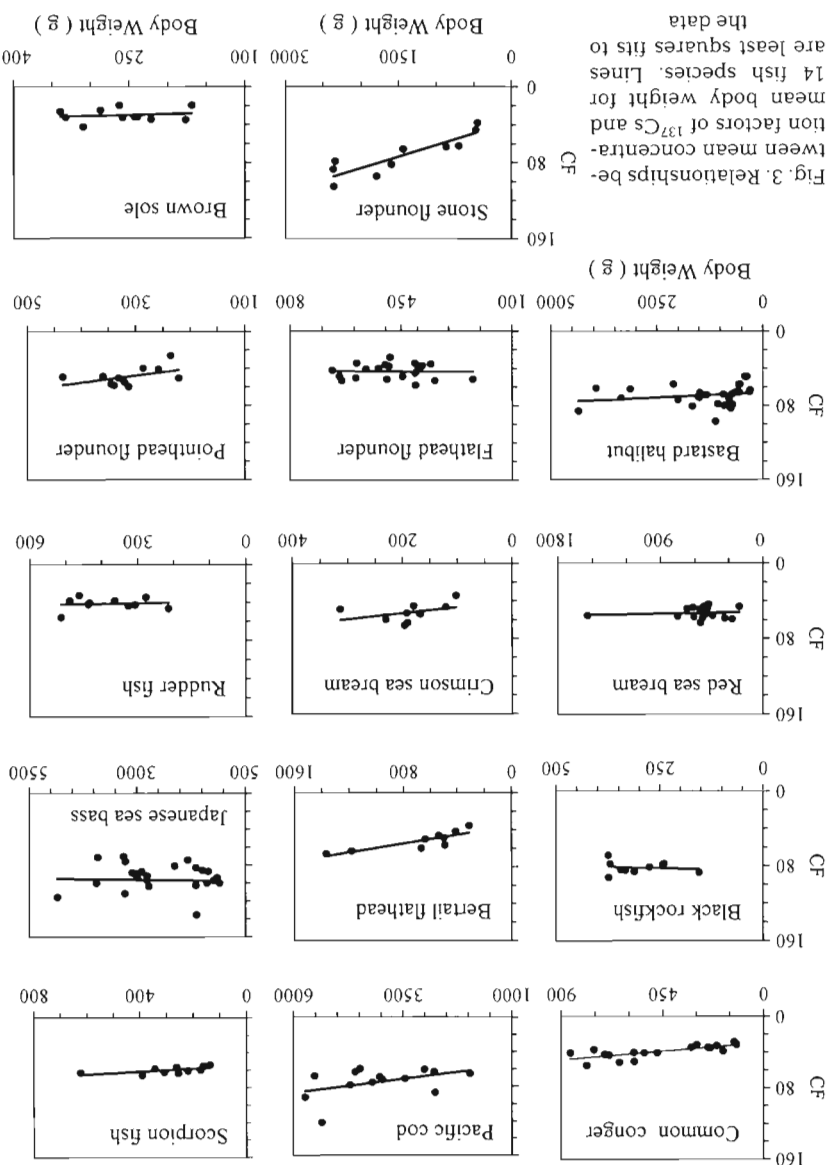 160
Common conger
Pacific cod
Scorpion fish
CF
80
0
0 450 900
1000 3500 6000
0 400 800
160
Black rockfish
Bertail flathead
Japanese sea bass
CF
80
0
0 250 500
0 800 1600
500 3000 5500
160
Red sea bream
Crimson sea bream
Rudder fish
CF
80
0
0 900 1800
0 200 400
0 300 600
160
Bastard halibut
Flathead flounder
Pointhead flounder
CF
80
0
0 2500 5000
100 450 800
100 300 500
Body Weight ( g )
160
Stone flounder
Brown sole
CF
80
0
0 1500 3000
100 250 400
Body Weight ( g )
Body Weight ( g )
Fig. 3. Relationships be-
tween mean concentra-
tion factors of ¹³⁷Cs and
mean body weight for
14 fish species. Lines
are least squares fits to
the data